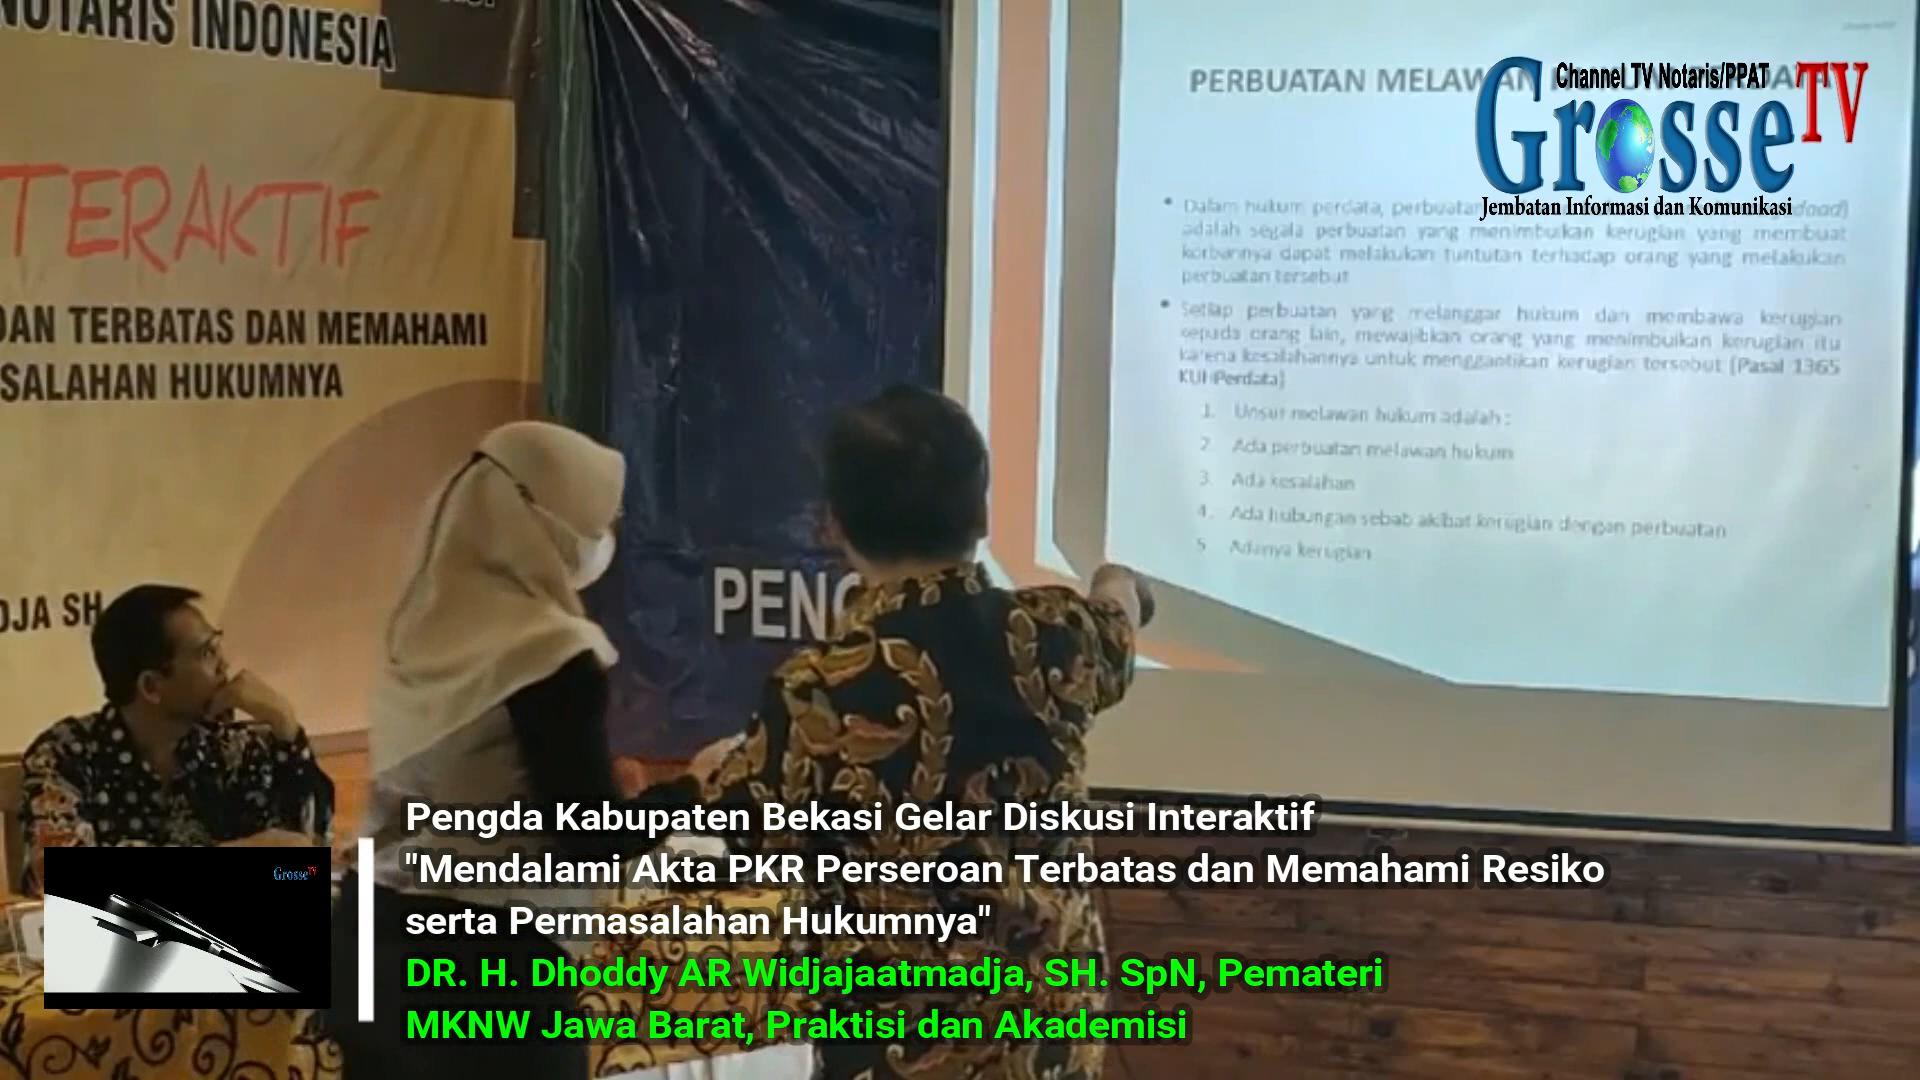 NOTARIS INDONESIA
TERAKTIF
DAN TERBATAS DAN MEMAHAMI
SALAHAN HUKUMNYA
DJA SH
PENG
PERBUATAN MELAWAN
Channel TV Notaris/PPAT
Grosse TV
Jembatan Informasi dan Komunikasi
• Dalam hukum perdata, perbuatan daad)
adalah segala perbuatan yang menimbulkan kerugian yang membuat
korbannya dapat melakukan tuntutan terhadap orang yang melakukan
perbuatan tersebut
• Setiap perbuatan yang melanggar hukum dan membawa kerugian
kepada orang lain, mewajibkan orang yang menimbulkan kerugian itu
karena kesalahannya untuk menggantikan kerugian tersebut (Pasal 1365
KUHPerdata)
1. Unsur melawan hukum adalah :
2. Ada perbuatan melawan hukum
3. Ada kesalahan
4. Ada hubungan sebab akibat kerugian dengan perbuatan
5 Adanya kerugian
Pengda Kabupaten Bekasi Gelar Diskusi Interaktif
"Mendalami Akta PKR Perseroan Terbatas dan Memahami Resiko
serta Permasalahan Hukumnya"
DR. H. Dhoddy AR Widjajaatmadja, SH. SpN, Pemateri
MKNW Jawa Barat, Praktisi dan Akademisi
Grosse TV